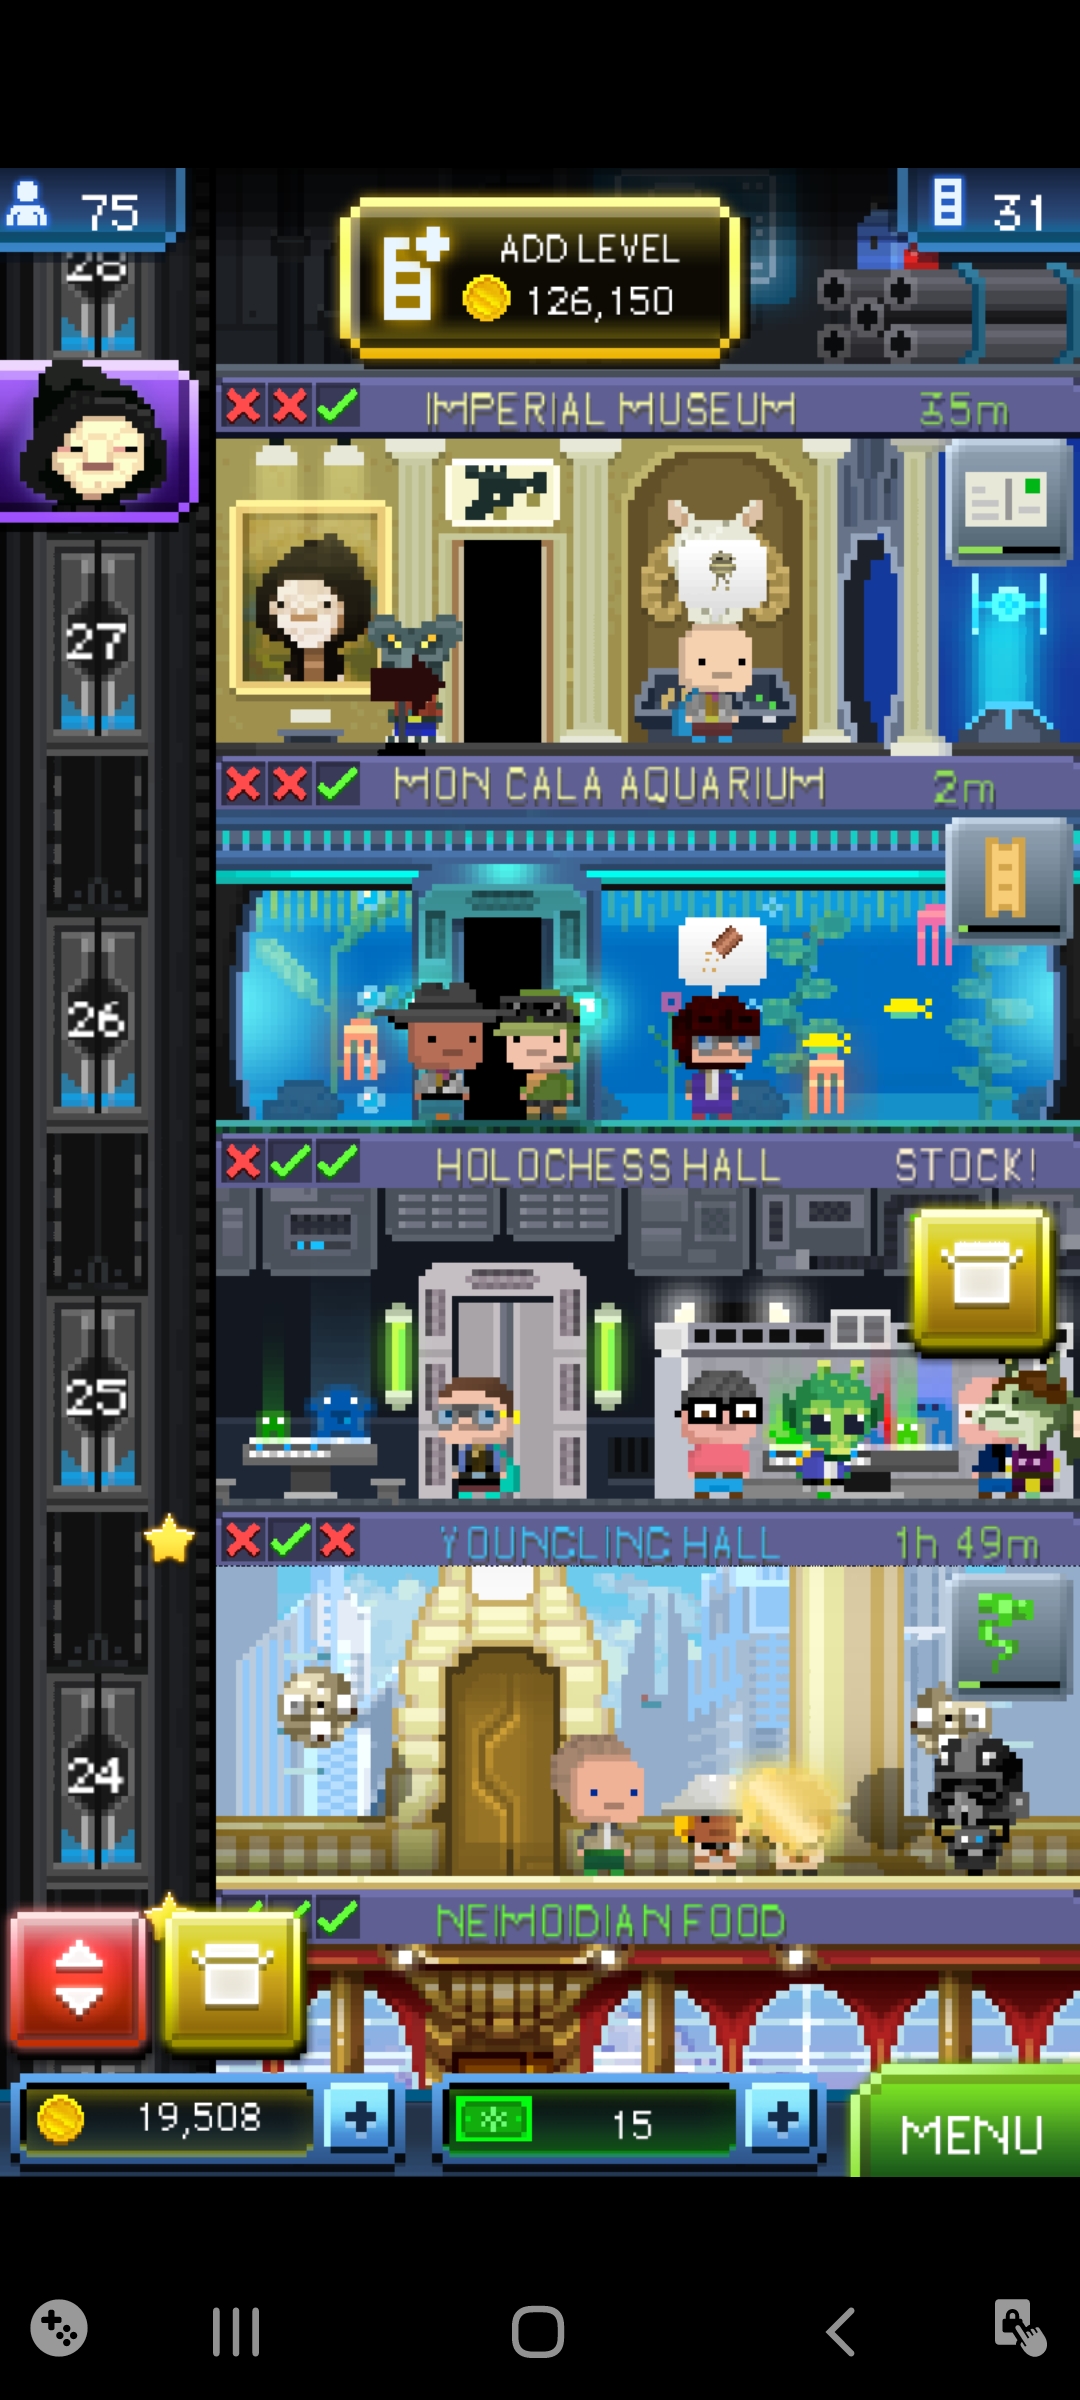 75
31
ADD LEVEL
126,150
28
IMPERIAL MUSEUM 35m
27
MON CALA AQUARIUM 2m
26
HOLOCHESS HALL STOCK!
25
YOUNGLING HALL 1h 49m
24
NEIMOIDIAN FOOD
19,508
15
MENU